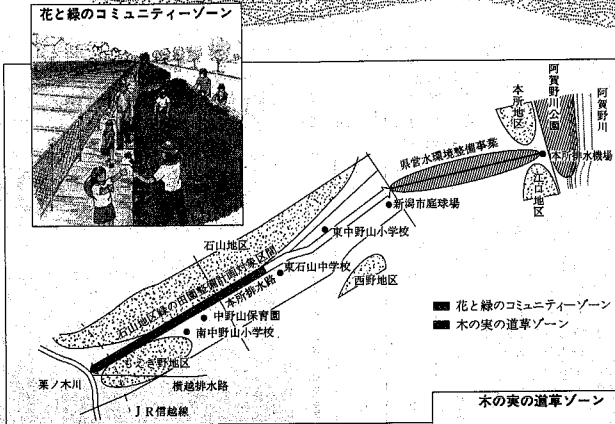 花と緑のコミュニティーゾーン
本所地区
阿賀野川公園
阿賀野川
県営水環境整備事業
本所排水機場
江口地区
新潟市庭球場
石山地区
東中野山小学校
東石山中学校
西野地区
石山地区緑の田園整備計画対象区間
本所排水路
中野山保育園
南中野山小学校
花と緑のコミュニティーゾーン
木の実の道草ゾーン
栗ノ木川
横越排水路
JR信越線
木の実の道草ゾーン